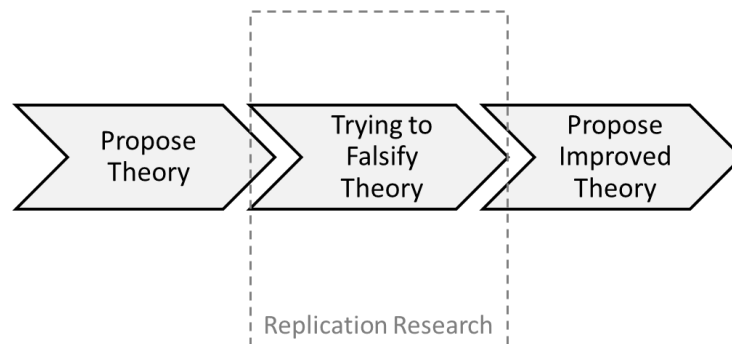 Propose
Theory
Trying to
Falsify
Theory
Propose
Improved
Theory
Replication Research